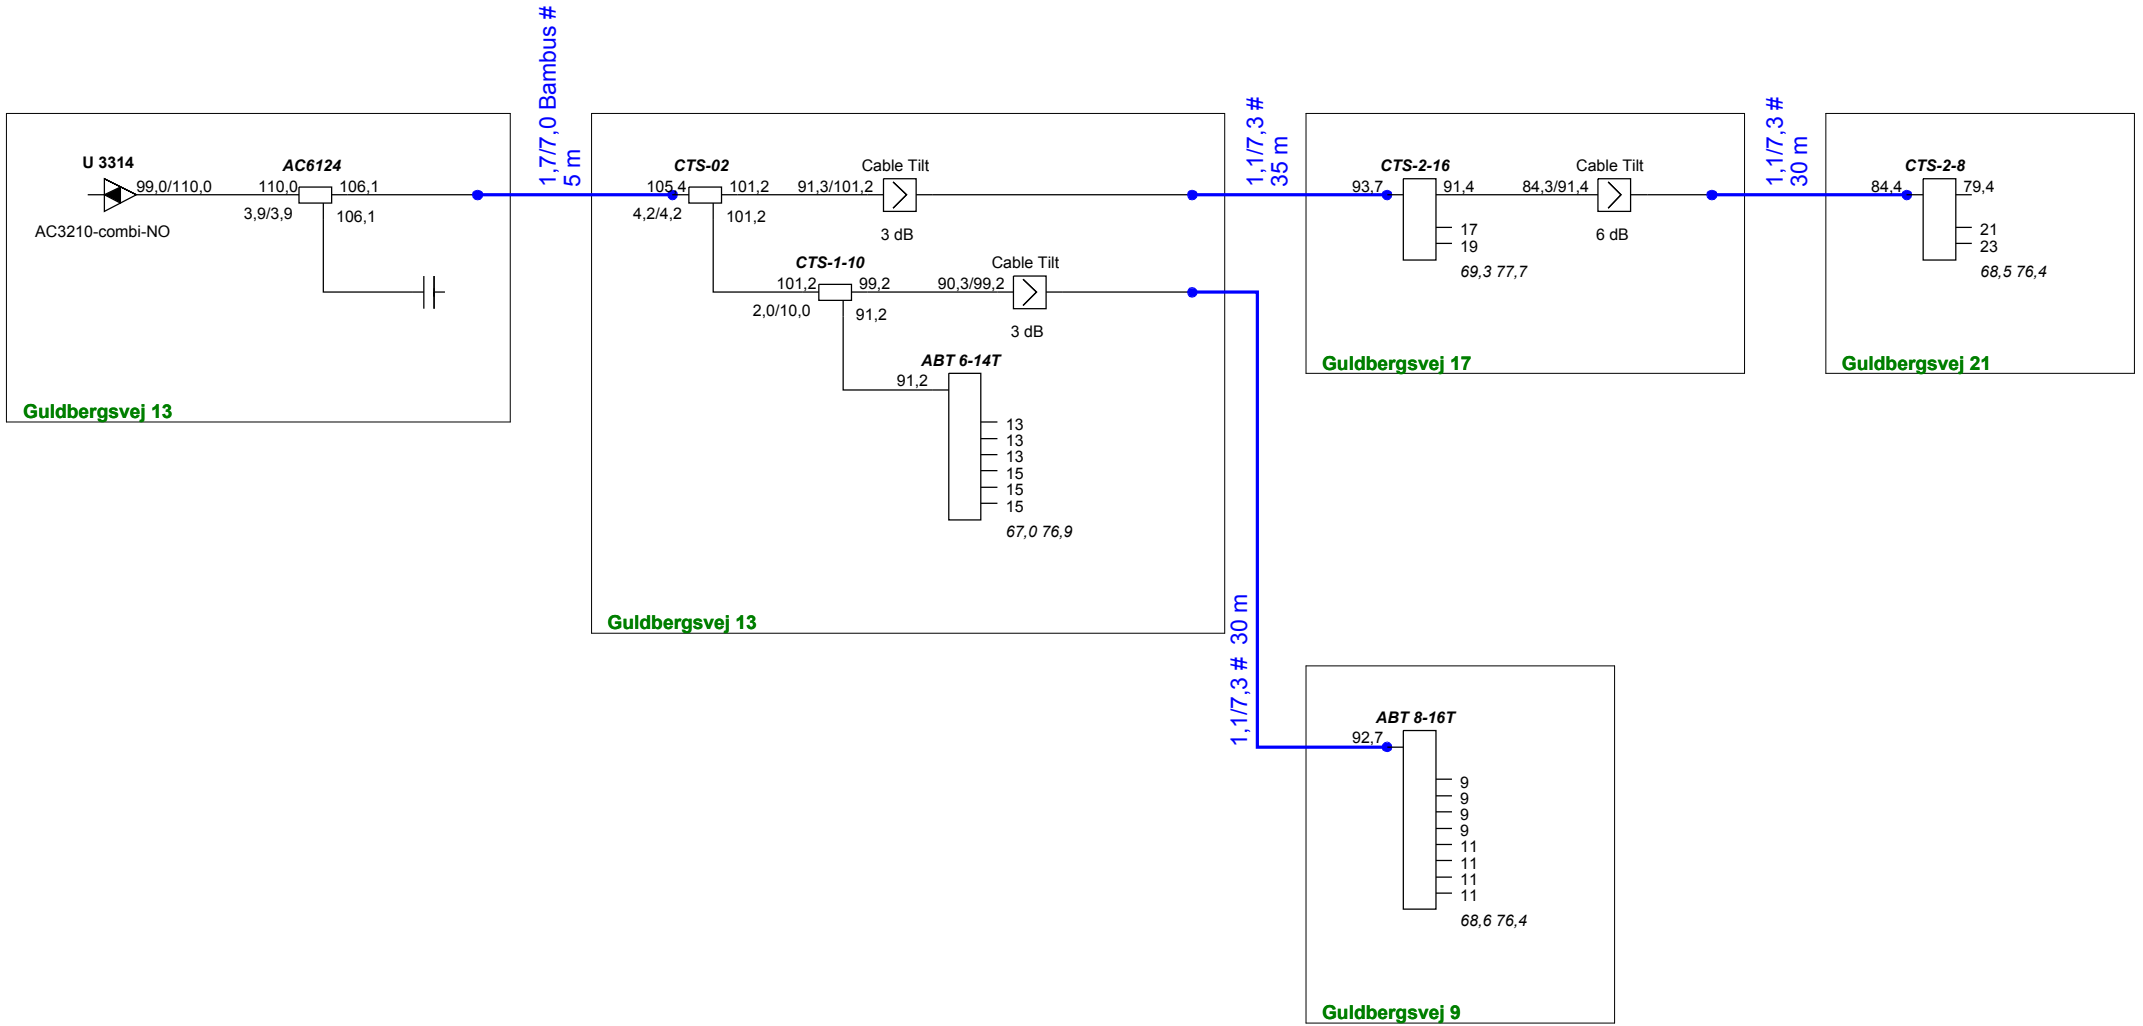 1,7/7,0 Bambus #
5 m
U 3314
99,0/110,0
AC3210-combi-NO
AC6124
110,0
106,1
3,9/3,9
106,1
Guldbergsvej 13
CTS-02
105,4
101,2
4,2/4,2
101,2
Cable Tilt
91,3/101,2
3 dB
CTS-1-10
101,2
99,2
2,0/10,0
91,2
Cable Tilt
90,3/99,2
3 dB
ABT 6-14T
91,2
13
13
13
15
15
15
67,0 76,9
Guldbergsvej 13
1,1/7,3 #
35 m
CTS-2-16
93,7
91,4
17
19
69,3 77,7
Cable Tilt
84,3/91,4
6 dB
Guldbergsvej 17
1,1/7,3 #
30 m
CTS-2-8
84,4
79,4
21
23
68,5 76,4
Guldbergsvej 21
1,1/7,3 # 30 m
ABT 8-16T
92,7
9
9
9
9
11
11
11
11
68,6 76,4
Guldbergsvej 9